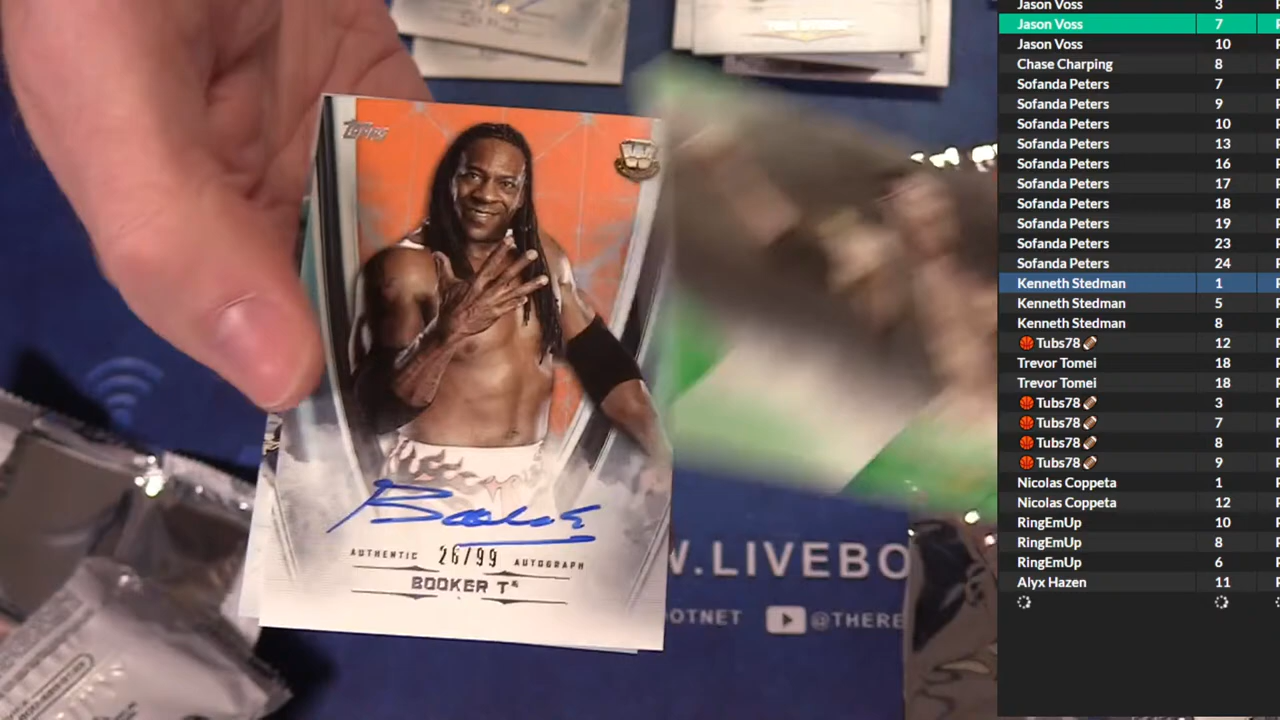 Topps
AUTHENTIC 26/99 AUTOGRAPH
BOOKER T*
W.LIVEBO
OTNET @THERE
Jason Voss 3
Jason Voss 7
Jason Voss 10
Chase Charping 8
Sofanda Peters 7
Sofanda Peters 9
Sofanda Peters 10
Sofanda Peters 13
Sofanda Peters 16
Sofanda Peters 17
Sofanda Peters 18
Sofanda Peters 19
Sofanda Peters 23
Sofanda Peters 24
Kenneth Stedman 1
Kenneth Stedman 5
Kenneth Stedman 8
🏀 Tubs78 🏈 12
Trevor Tomei 18
Trevor Tomei 18
🏀 Tubs78 🏈 3
🏀 Tubs78 🏈 7
🏀 Tubs78 🏈 8
🏀 Tubs78 🏈 9
Nicolas Coppeta 1
Nicolas Coppeta 12
RingEmUp 10
RingEmUp 8
RingEmUp 6
Alyx Hazen 11